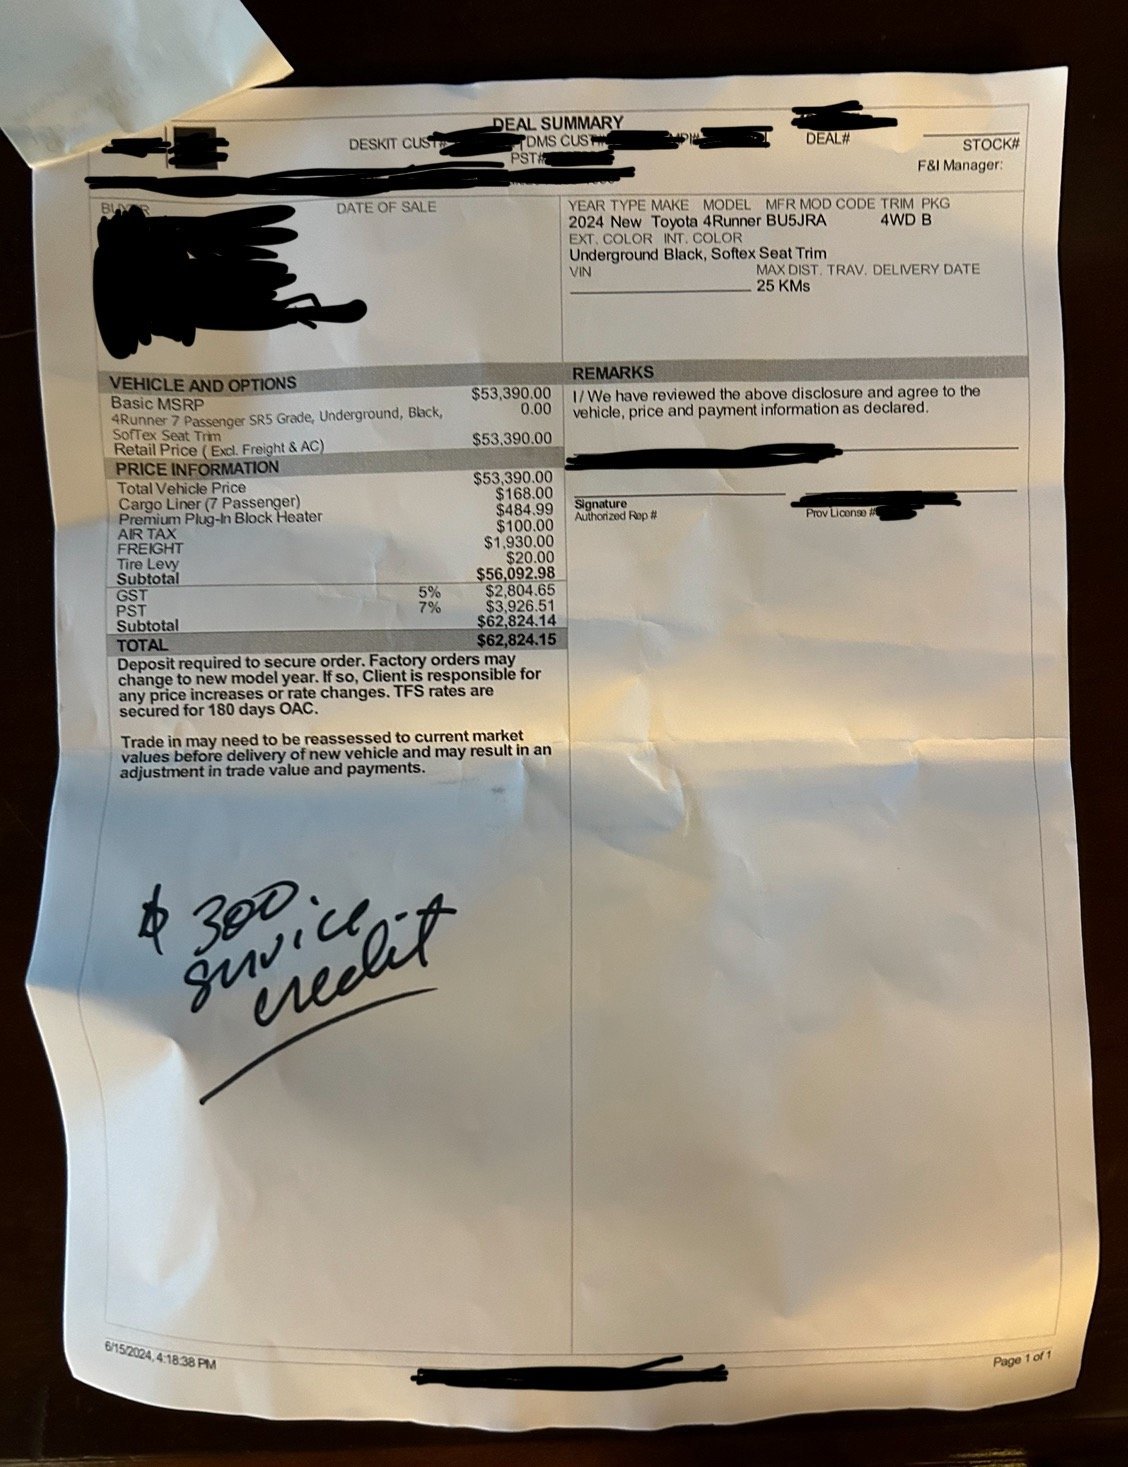 DEAL SUMMARY
DESKIT CUST# DMS CUST# DEAL# STOCK#
PST#
F&I Manager:
BUYER DATE OF SALE
YEAR TYPE MAKE MODEL MFR MOD CODE TRIM PKG
2024 New Toyota 4Runner BU5JRA 4WD B
EXT. COLOR INT. COLOR
Underground Black, Softex Seat Trim
VIN MAX DIST. TRAV. DELIVERY DATE
25 KMs
VEHICLE AND OPTIONS
Basic MSRP $53,390.00
4Runner 7 Passenger SR5 Grade, Underground, Black, 0.00
SofTex Seat Trim
Retail Price ( Excl. Freight & AC) $53,390.00
PRICE INFORMATION
Total Vehicle Price $53,390.00
Cargo Liner (7 Passenger) $168.00
Premium Plug-In Block Heater $484.99
AIR TAX $100.00
FREIGHT $1,930.00
Tire Levy $20.00
Subtotal $56,092.98
GST 5% $2,804.65
PST 7% $3,926.51
Subtotal $62,824.14
TOTAL $62,824.15
Deposit required to secure order. Factory orders may
change to new model year. If so, Client is responsible for
any price increases or rate changes. TFS rates are
secured for 180 days OAC.
Trade in may need to be reassessed to current market
values before delivery of new vehicle and may result in an
adjustment in trade value and payments.
REMARKS
I / We have reviewed the above disclosure and agree to the
vehicle, price and payment information as declared.
Signature
Authorized Rep # Prov License #
$ 300.
service
credit
6/15/2024, 4:18:38 PM
Page 1 of 1